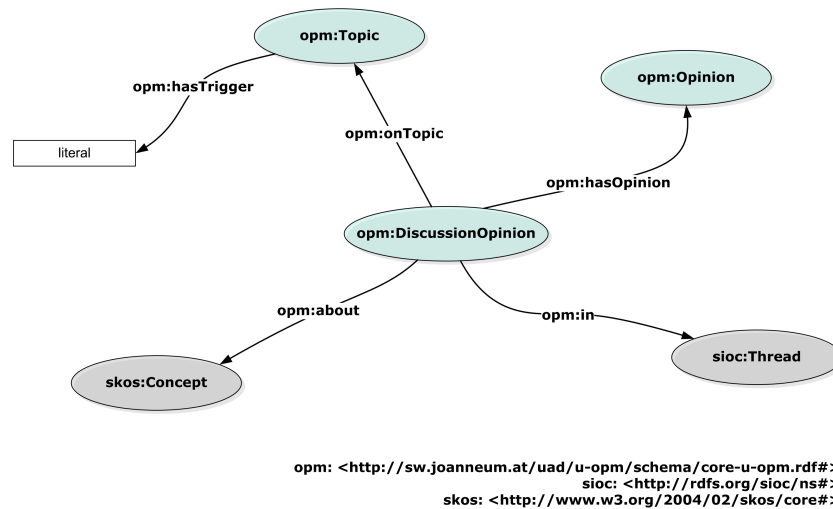 opm:Topic
opm:Opinion
opm:hasTrigger
opm:onTopic
literal
opm:hasOpinion
opm:DiscussionOpinion
opm:about
opm:in
sioc:Thread
skos:Concept
opm: <http://sw.joanneum.at/uad/u-opm/schema/core-u-opm.rdf#>
sioc: <http://rdfs.org/sioc/ns#>
skos: <http://www.w3.org/2004/02/skos/core#>